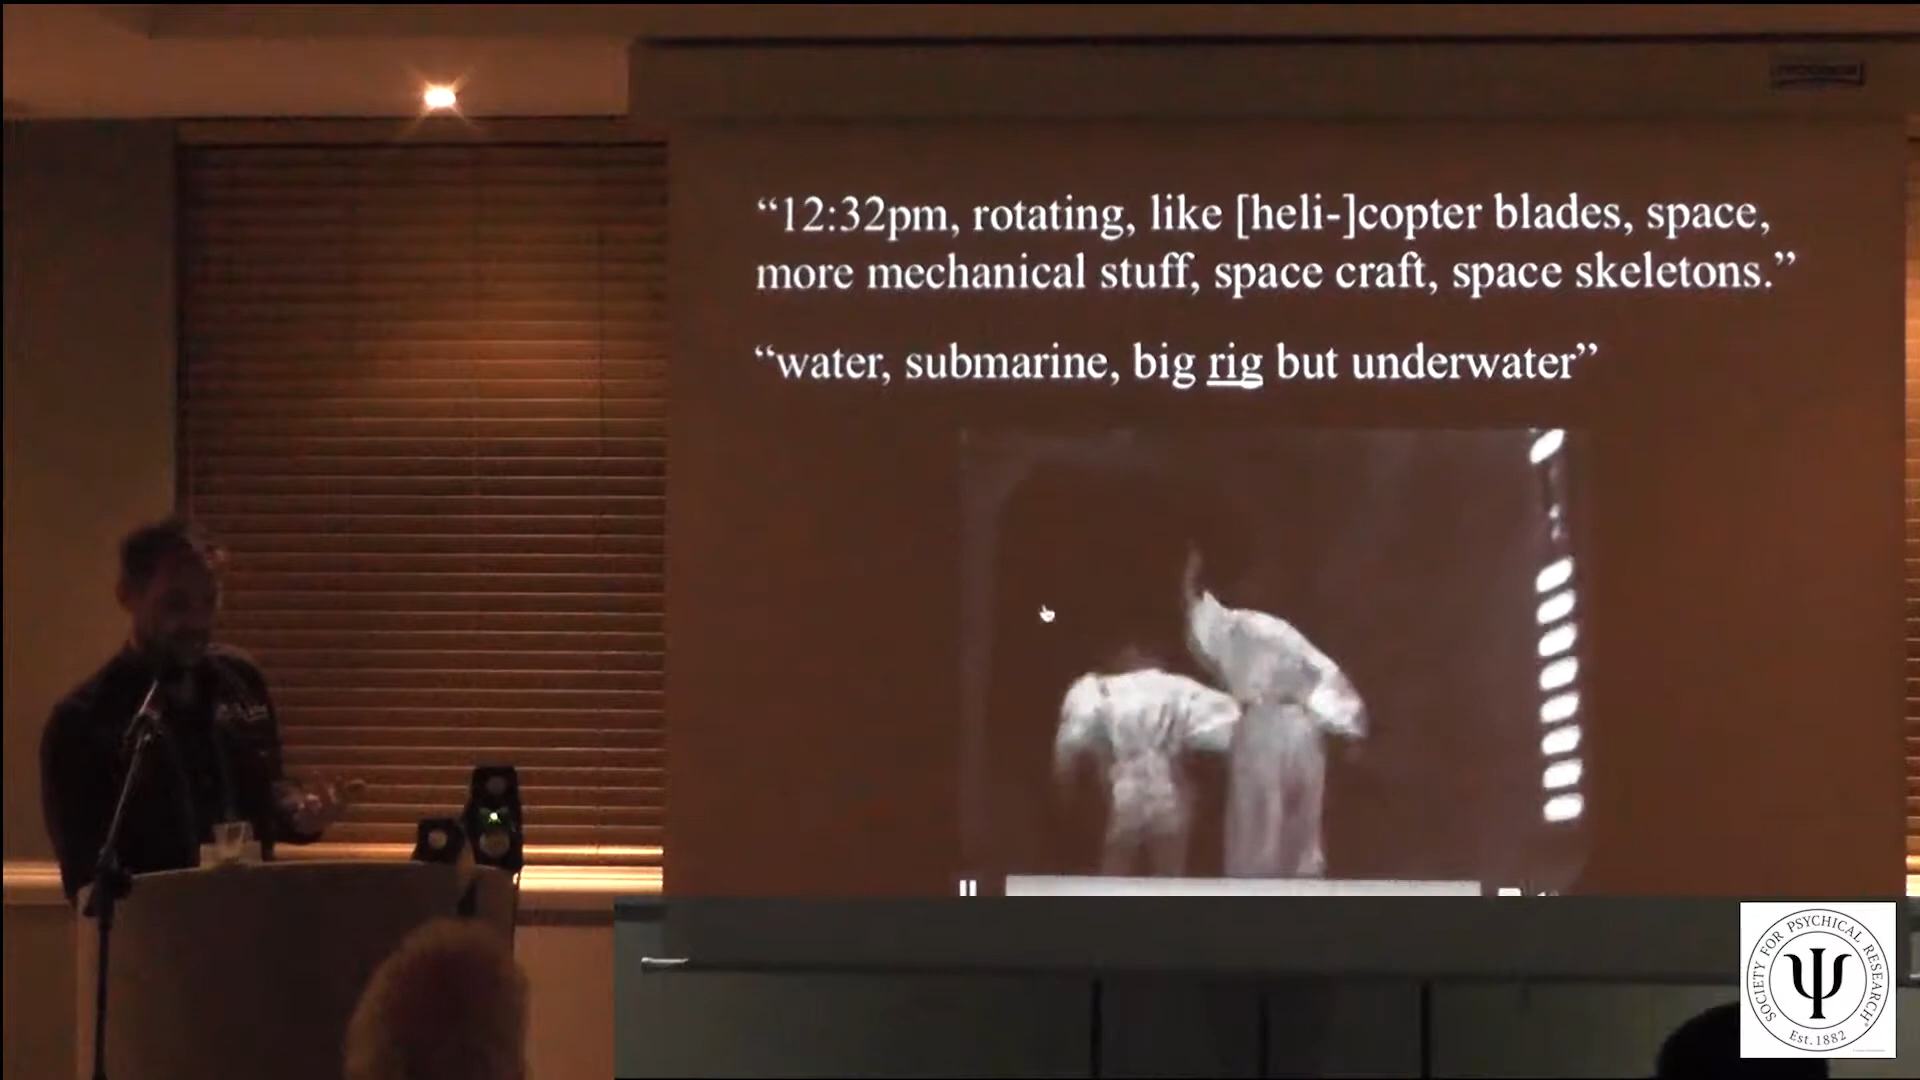 “12:32pm, rotating, like [heli-]copter blades, space,
more mechanical stuff, space craft, space skeletons.”
“water, submarine, big rig but underwater”
SOCIETY FOR PSYCHICAL RESEARCH
Est.1882